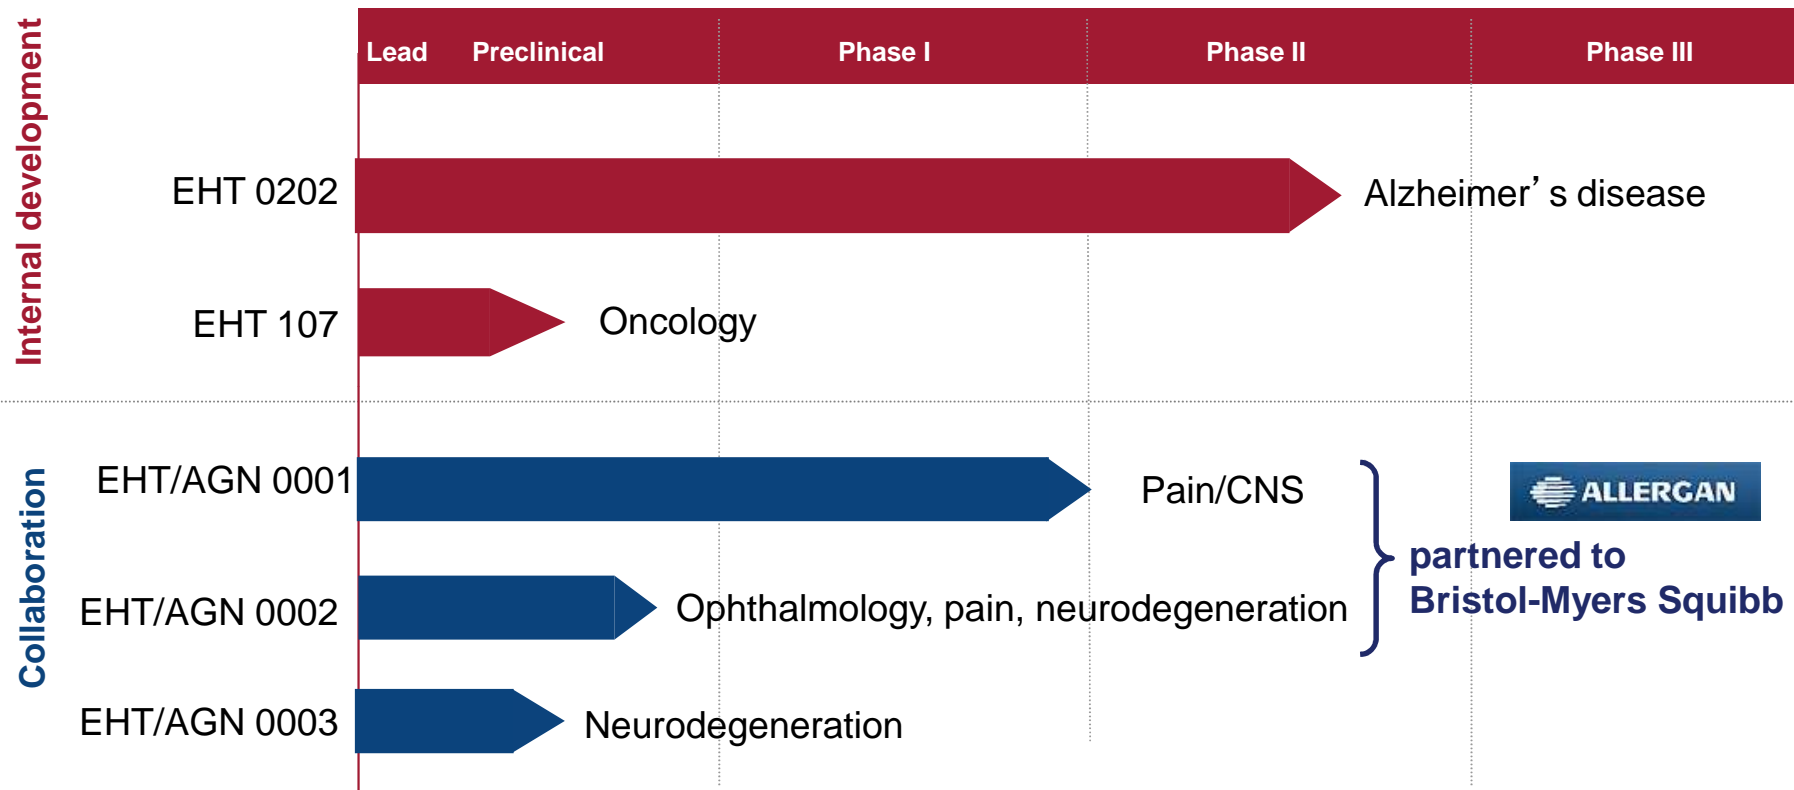 Internal development
Lead Preclinical Phase I Phase II Phase III
EHT 0202 Alzheimer’s disease
EHT 107 Oncology
Collaboration
EHT/AGN 0001 Pain/CNS
ALLERGAN
partnered to
Bristol-Myers Squibb
EHT/AGN 0002 Ophthalmology, pain, neurodegeneration
EHT/AGN 0003 Neurodegeneration